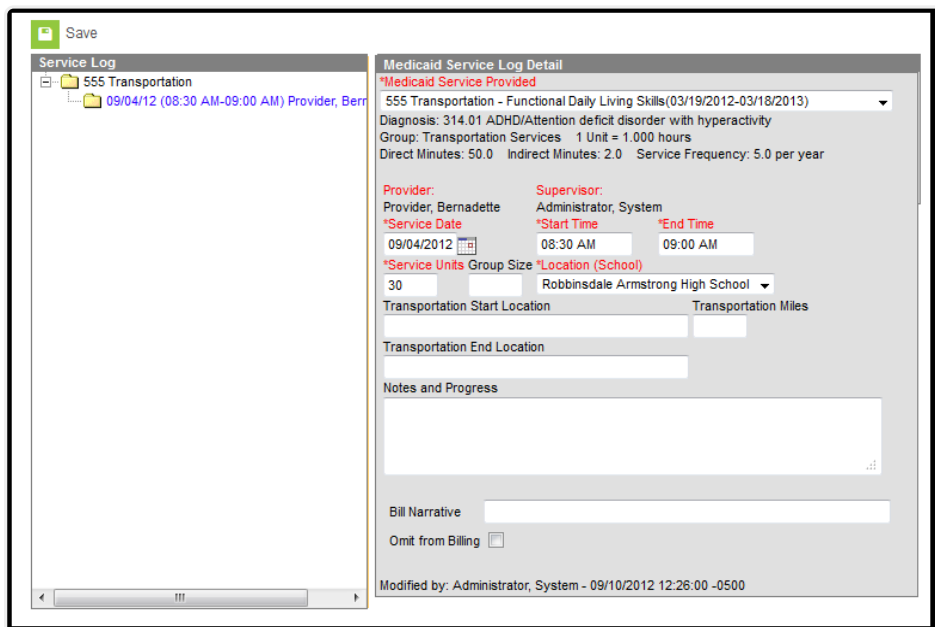 Save
Service Log
555 Transportation
09/04/12 (08:30 AM-09:00 AM) Provider, Berr
Medicaid Service Log Detail
*Medicaid Service Provided
555 Transportation - Functional Daily Living Skills(03/19/2012-03/18/2013)
Diagnosis: 314.01 ADHD/Attention deficit disorder with hyperactivity
Group: Transportation Services 1 Unit = 1.000 hours
Direct Minutes: 50.0 Indirect Minutes: 2.0 Service Frequency: 5.0 per year
Provider: Supervisor:
Provider, Bernadette Administrator, System
*Service Date *Start Time *End Time
09/04/2012 08:30 AM 09:00 AM
*Service Units Group Size *Location (School)
30 Robbinsdale Armstrong High School
Transportation Start Location Transportation Miles
Transportation End Location
Notes and Progress
Bill Narrative
Omit from Billing
Modified by: Administrator, System - 09/10/2012 12:26:00 -0500